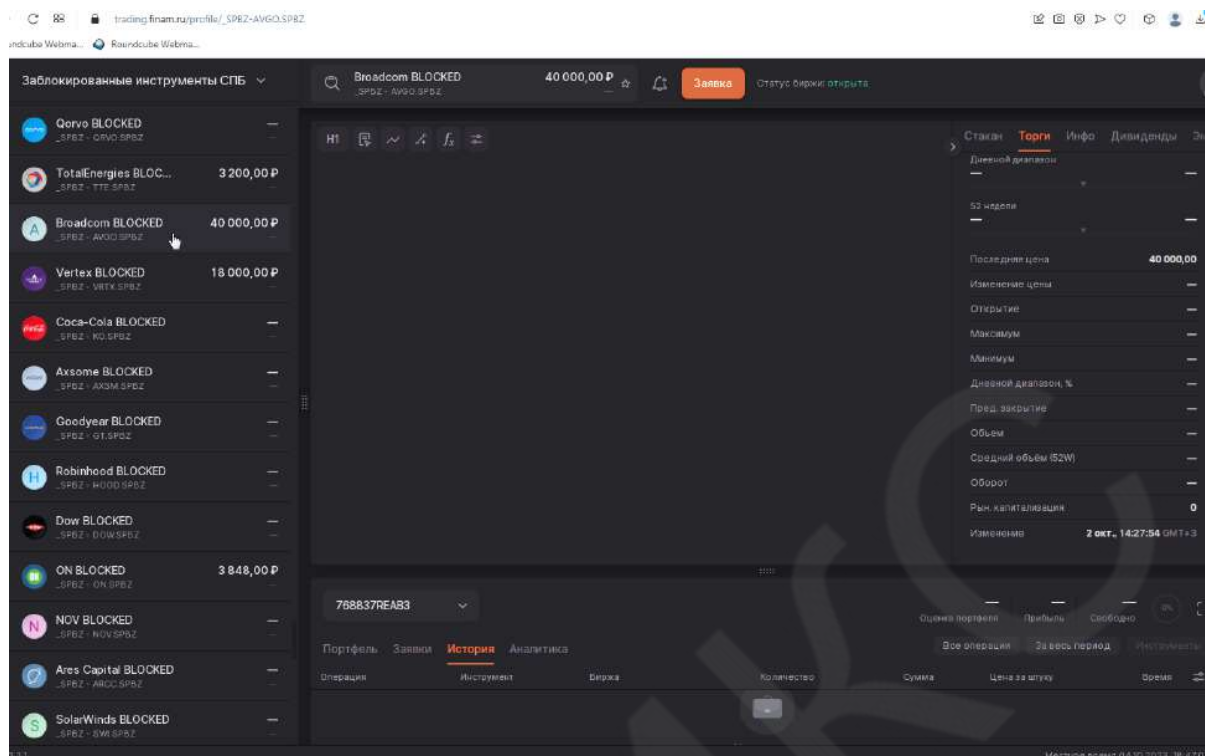 trading.finam.ru/profile/_SPBZ-AVGO.SPBZ
Roundcube Webma...
Заблокированные инструменты СПБ
Broadcom BLOCKED
40 000,00 ₽
_SPBZ - AVGO.SPBZ
Заявка
Статус биржи: открыта
Qorvo BLOCKED
_SPBZ - QRVO.SPBZ
TotalEnergies BLOC...
3 200,00 ₽
_SPBZ - TTE.SPBZ
Broadcom BLOCKED
40 000,00 ₽
_SPBZ - AVGO.SPBZ
Vertex BLOCKED
18 000,00 ₽
_SPBZ - VRTX.SPBZ
Coca-Cola BLOCKED
_SPBZ - KO.SPBZ
Axsome BLOCKED
_SPBZ - AXSM.SPBZ
Goodyear BLOCKED
_SPBZ - GT.SPBZ
Robinhood BLOCKED
_SPBZ - HOOD.SPBZ
Dow BLOCKED
_SPBZ - DOW.SPBZ
ON BLOCKED
3 848,00 ₽
_SPBZ - ON.SPBZ
NOV BLOCKED
_SPBZ - NOV.SPBZ
Ares Capital BLOCKED
_SPBZ - ARCC.SPBZ
SolarWinds BLOCKED
_SPBZ - SWI.SPBZ
H1
Стакан Торги Инфо Дивиденды
Дневной диапазон
52 недели
Последняя цена 40 000,00
Изменение цены
Открытие
Максимум
Минимум
Дневной диапазон, %
Пред. закрытие
Объем
Средний объём (52W)
Оборот
Рын. капитализация 0
Изменение 2 окт., 14:27:54 GMT+3
768837REAB3
Оценка портфеля Прибыль Свободно
0%
Портфель Заявки История Аналитика
Все операции За весь период Инструменты
Операция Инструмент Биржа Количество Сумма Цена за штуку Время